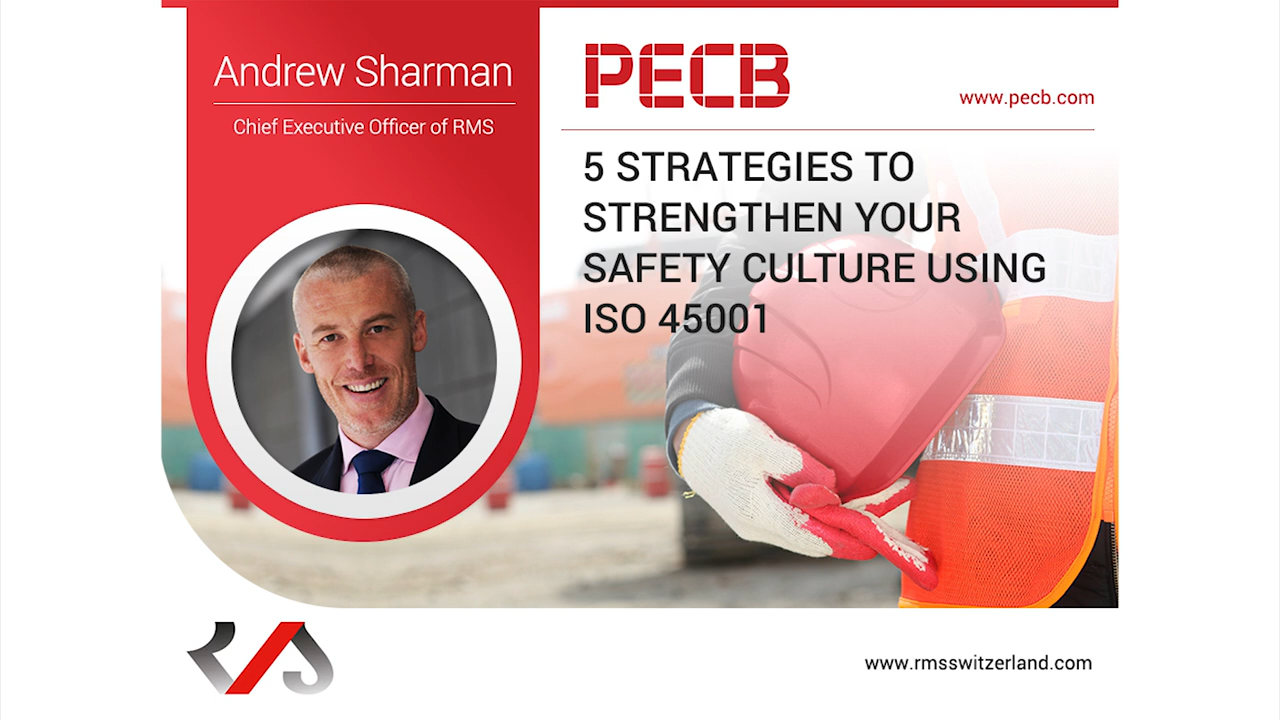 Andrew Sharman
Chief Executive Officer of RMS
PECB
www.pecb.com
5 STRATEGIES TO
STRENGTHEN YOUR
SAFETY CULTURE USING
ISO 45001
RMS
www.rmsswitzerland.com